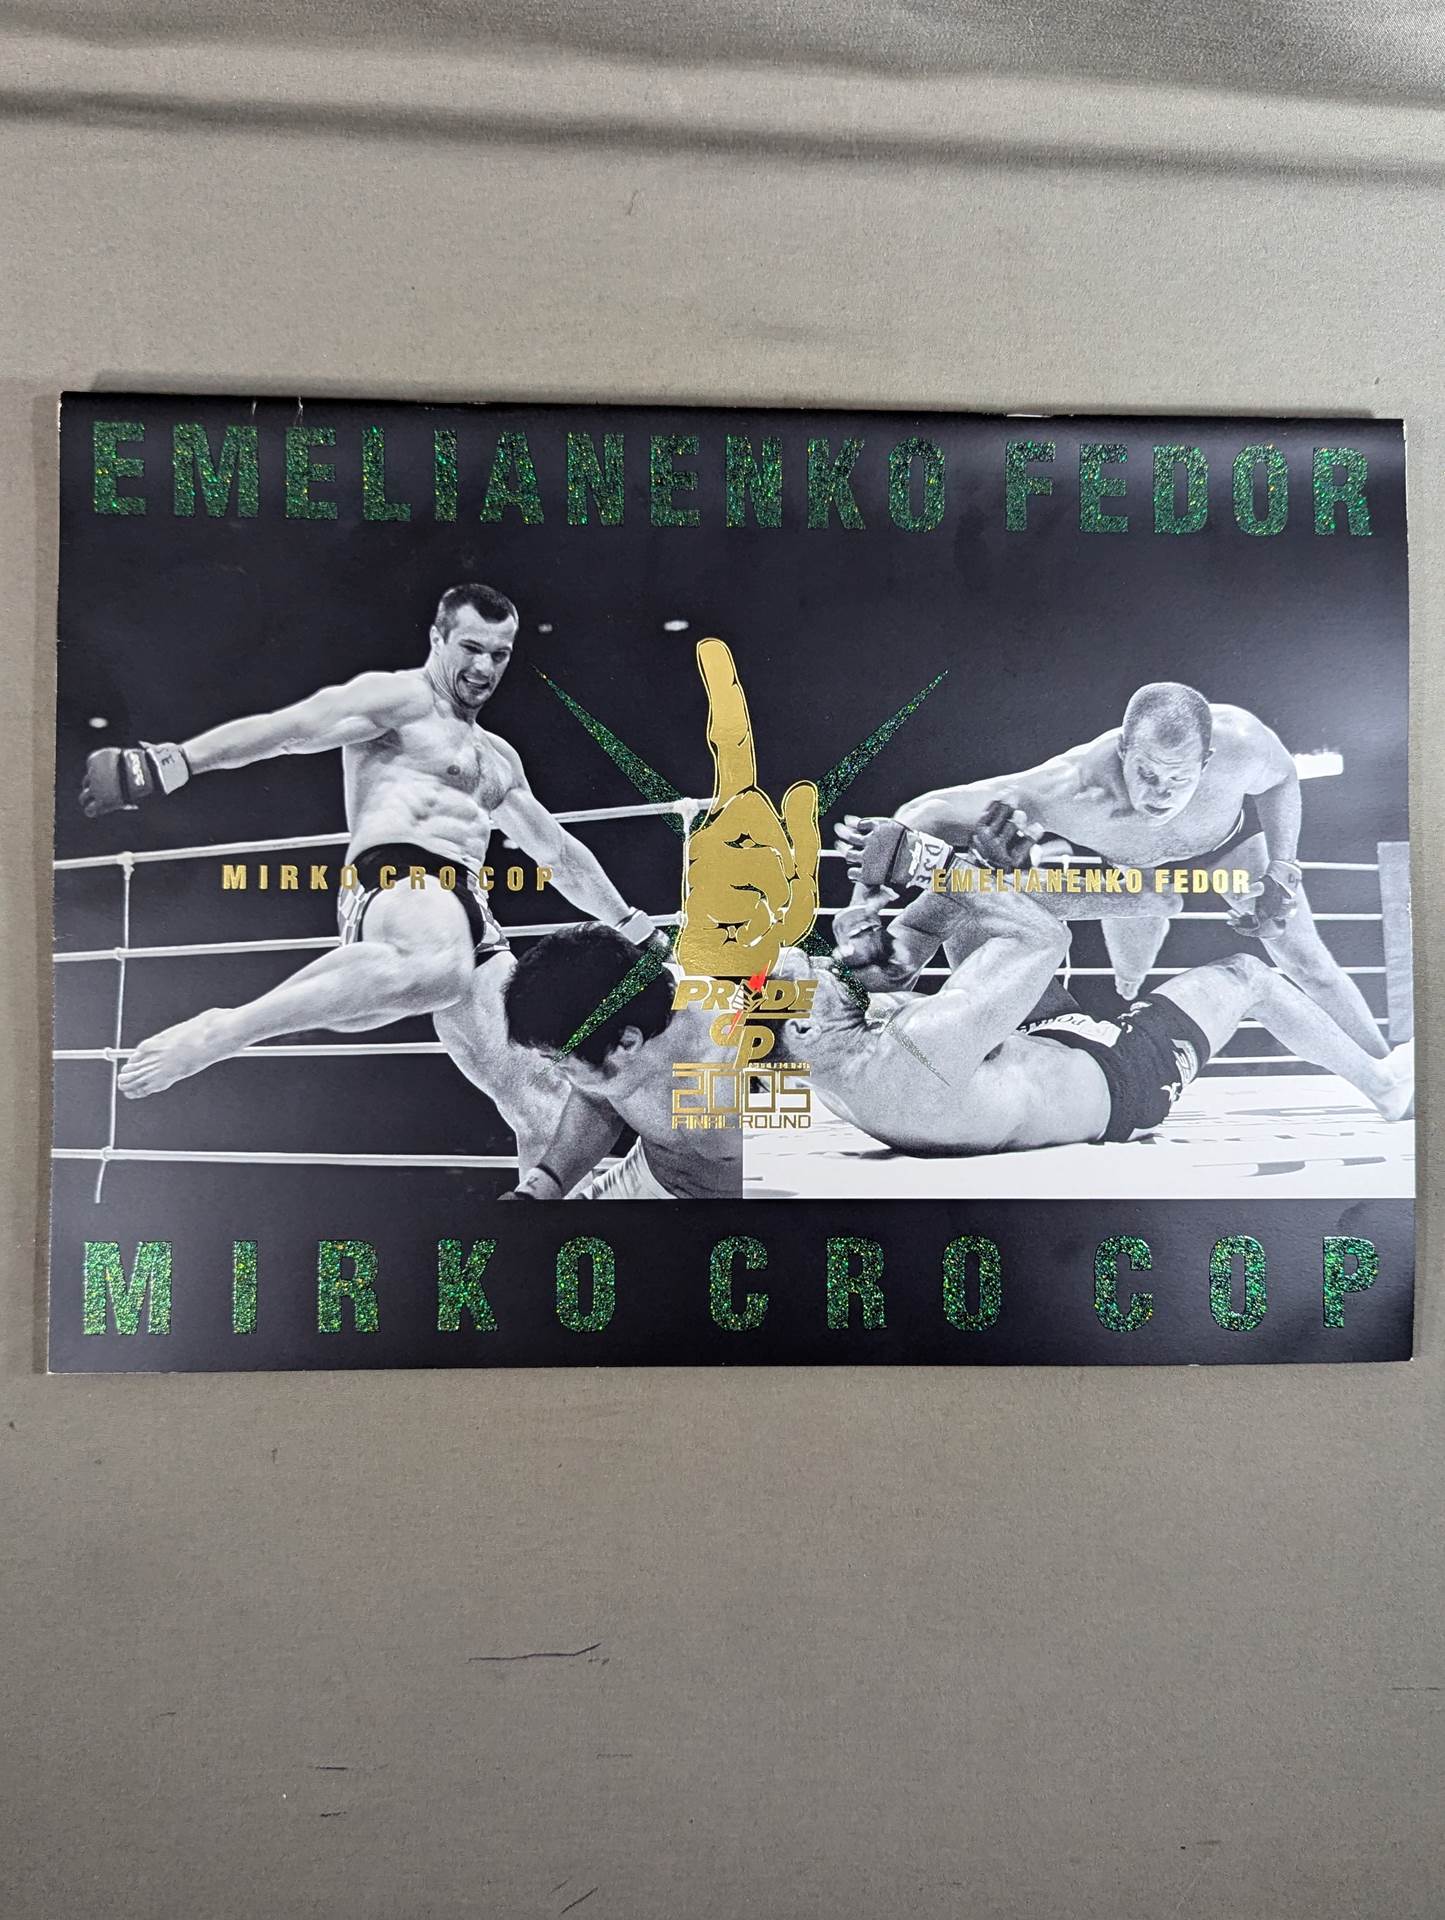 EMELIANENKO FEDOR
MIRKO CRO COP
EMELIANENKO FEDOR
PRIDE
GP
2005
FINAL ROUND
MIRKO CRO COP